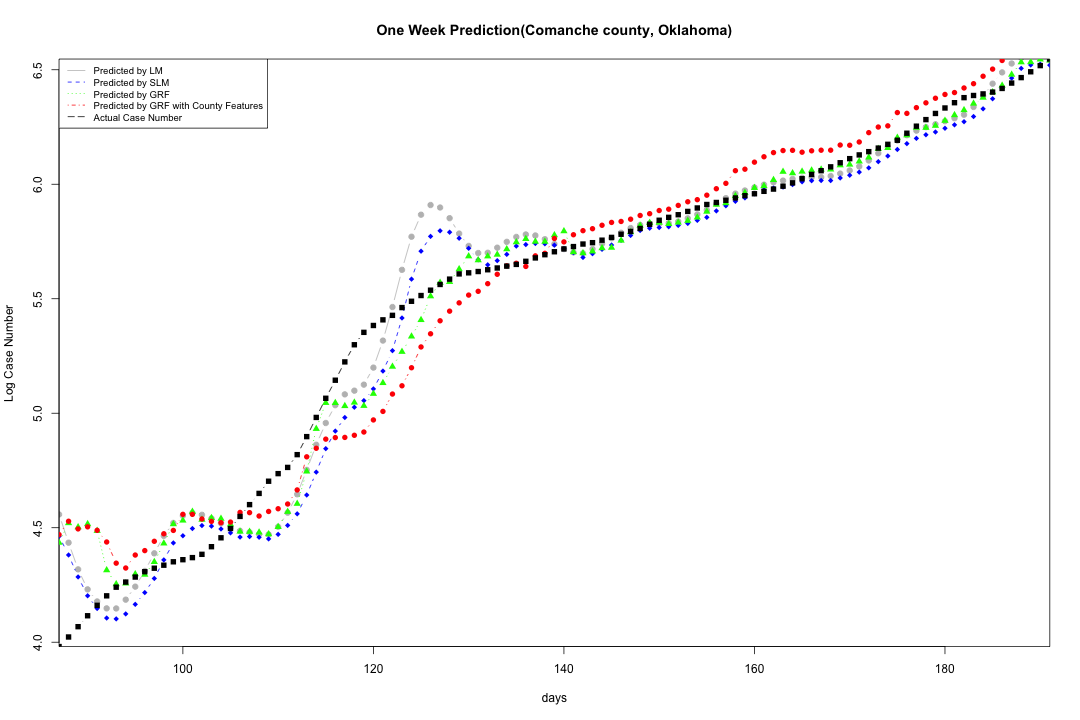 One Week Prediction(Comanche county, Oklahoma)
Predicted by LM
Predicted by SLM
Predicted by GRF
Predicted by GRF with County Features
Actual Case Number
6.5
6.0
5.5
5.0
4.5
4.0
Log Case Number
100 120 140 160 180
days